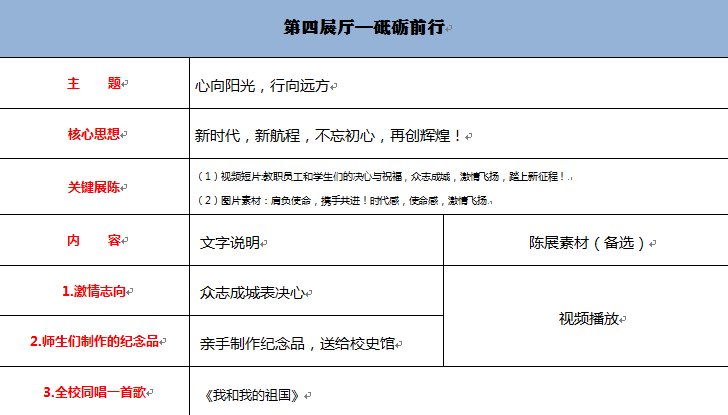 第四展厅—砥砺前行
主 题
心向阳光，行向远方
核心思想
新时代，新航程，不忘初心，再创辉煌！
关键展陈
（1）视频短片:教职员工和学生们的决心与祝福，众志成城，激情飞扬，踏上新征程！
（2）图片素材：肩负使命，携手共进！时代感，使命感，激情飞扬.
内 容
文字说明
陈展素材（备选）
1.激情志向
众志成城表决心
视频播放
2.师生们制作的纪念品
亲手制作纪念品，送给校史馆
3.全校同唱一首歌
《我和我的祖国》